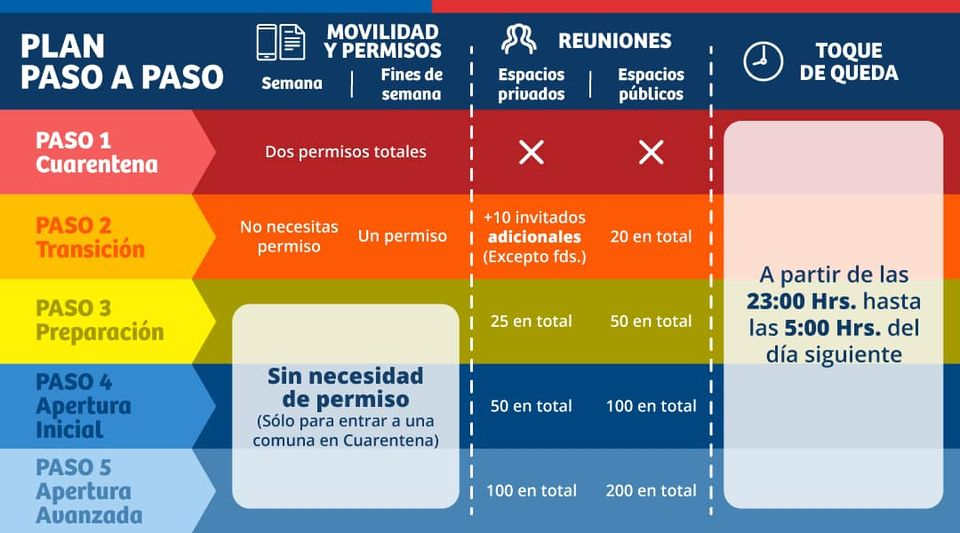 PLAN
PASO A PASO
MOVILIDAD
Y PERMISOS
Semana
Fines de
semana
REUNIONES
Espacios
privados
Espacios
públicos
TOQUE
DE QUEDA
PASO 1
Cuarentena
Dos permisos totales
PASO 2
Transición
No necesitas
permiso
Un permiso
+10 invitados
adicionales
(Excepto fds.)
20 en total
PASO 3
Preparación
25 en total
50 en total
PASO 4
Apertura
Inicial
Sin necesidad
de permiso
(Sólo para entrar a una
comuna en Cuarentena)
50 en total
100 en total
PASO 5
Apertura
Avanzada
100 en total
200 en total
A partir de las
23:00 Hrs. hasta
las 5:00 Hrs. del
día siguiente